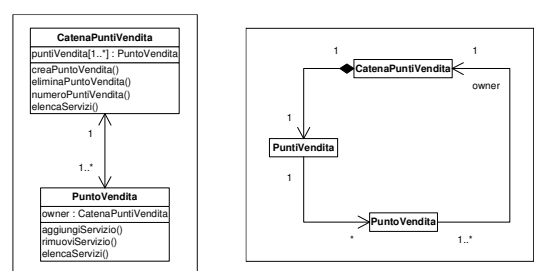 CatenaPuntiVendita
puntiVendita[1..*] : PuntoVendita
creaPuntoVendita()
eliminaPuntoVendita()
numeroPuntiVendita()
elencaServizi()
1
1..*
PuntoVendita
owner : CatenaPuntiVendita
aggiungiServizio()
rimuoviServizio()
elencaServizi()
1
1
CatenaPuntiVendita
owner
1
PuntiVendita
1
PuntoVendita
*
1..*